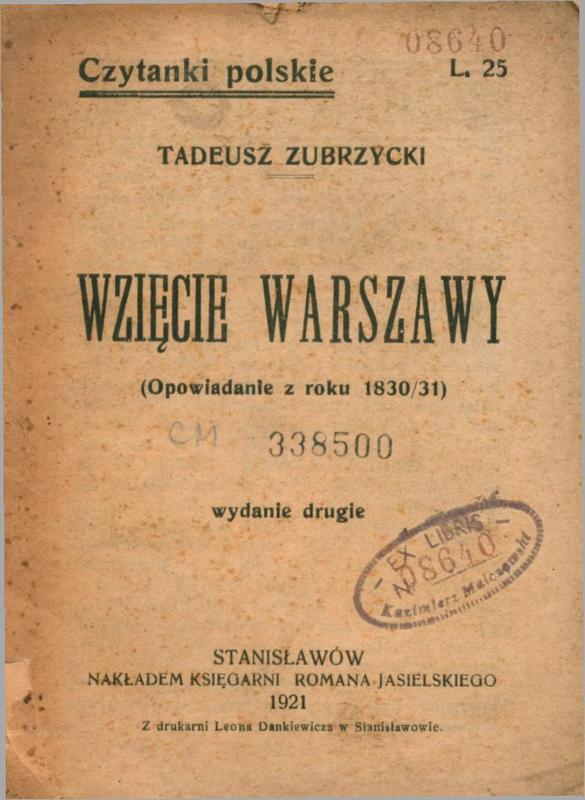 08640
Czytanki polskie
L. 25
TADEUSZ ZUBRZYCKI
WZIĘCIE WARSZAWY
(Opowiadanie z roku 1830/31)
CM 338500
wydanie drugie
- EX LIBRIS -
№ 08640
Kazimierz Malczewski
STANISŁAWÓW
NAKŁADEM KSIĘGARNI ROMANA JASIELSKIEGO
1921
Z drukarni Leona Dankiewicza w Stanisławowie.